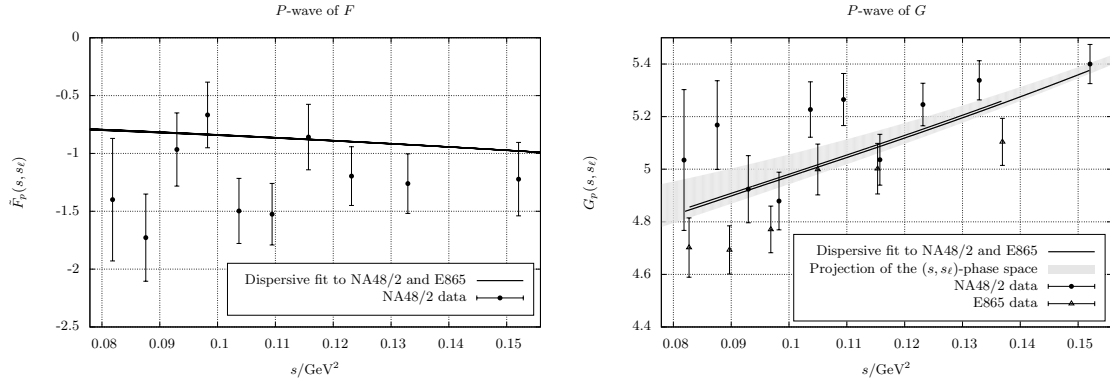 P-wave of F
0
-0.5
-1
-1.5
-2
-2.5
F̃p(s, sℓ)
Dispersive fit to NA48/2 and E865
NA48/2 data
0.08 0.09 0.1 0.11 0.12 0.13 0.14 0.15
s/GeV²
P-wave of G
5.4
5.2
5
4.8
4.6
4.4
Gp(s, sℓ)
Dispersive fit to NA48/2 and E865
Projection of the (s, sℓ)-phase space
NA48/2 data
E865 data
0.08 0.09 0.1 0.11 0.12 0.13 0.14 0.15
s/GeV²